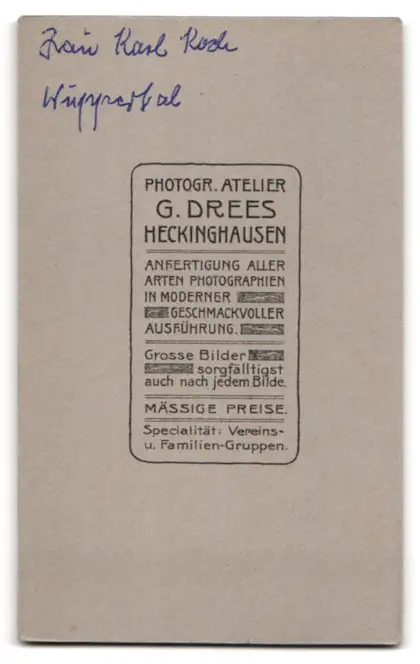 Frau Karl Koch
Wuppertal
PHOTOGR. ATELIER
G. DREES
HECKINGHAUSEN
ANFERTIGUNG ALLER
ARTEN PHOTOGRAPHIEN
IN MODERNER
GESCHMACKVOLLER
AUSFÜHRUNG.
Grosse Bilder
sorgfälltigst
auch nach jedem Bilde.
MÄSSIGE PREISE.
Specialität: Vereins-
u. Familien-Gruppen.